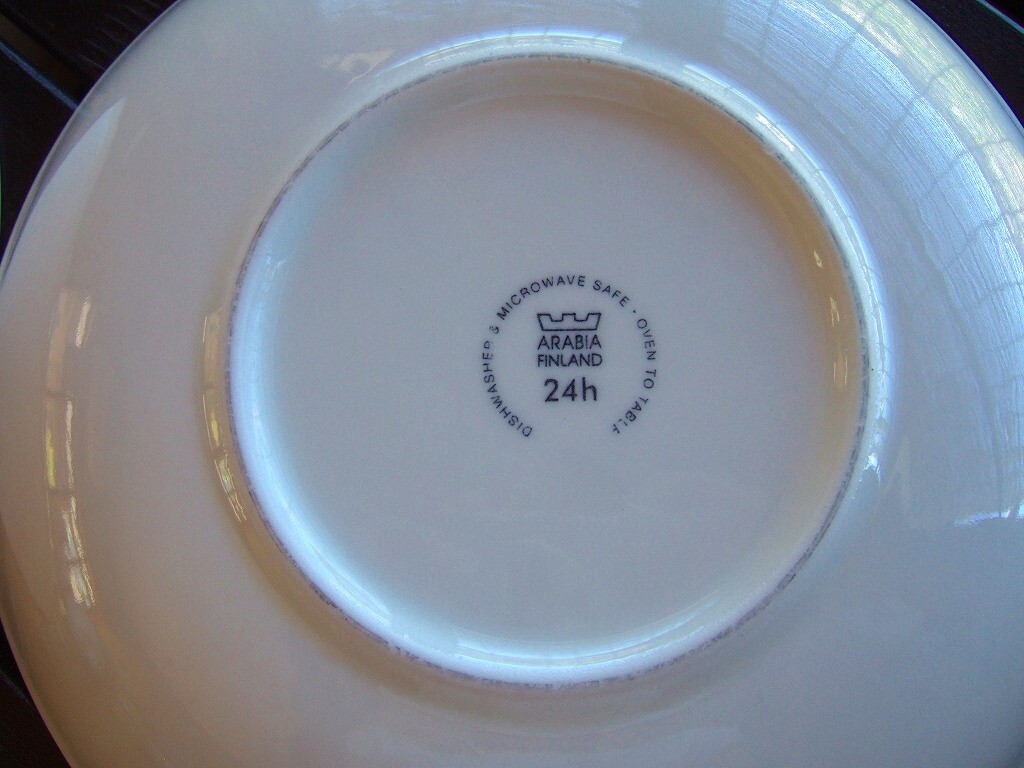 DISHWASHER & MICROWAVE SAFE · OVEN TO TABLE
ARABIA
FINLAND
24h